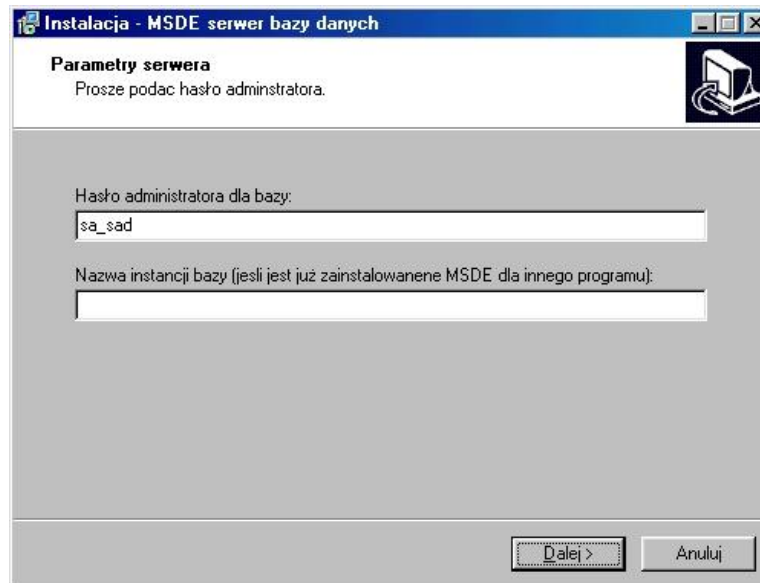 Instalacja - MSDE serwer bazy danych
Parametry serwera
Prosze podac hasło adminstratora.
Hasło administratora dla bazy:
sa_sad
Nazwa instancji bazy (jesli jest już zainstalowanene MSDE dla innego programu):
Dalej >
Anuluj